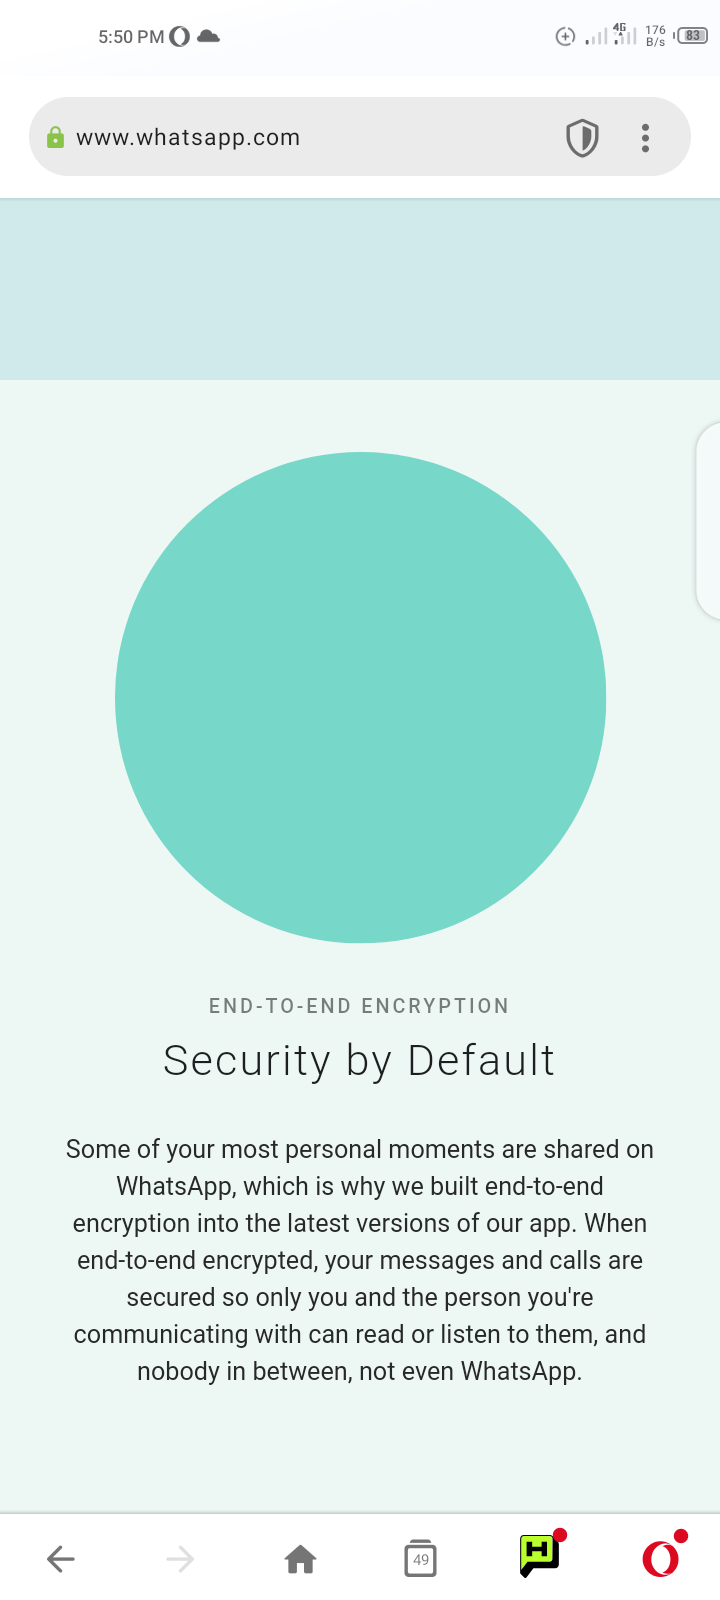 5:50 PM
4G
176
B/s
83
www.whatsapp.com
END-TO-END ENCRYPTION
Security by Default
Some of your most personal moments are shared on
WhatsApp, which is why we built end-to-end
encryption into the latest versions of our app. When
end-to-end encrypted, your messages and calls are
secured so only you and the person you're
communicating with can read or listen to them, and
nobody in between, not even WhatsApp.
49
H